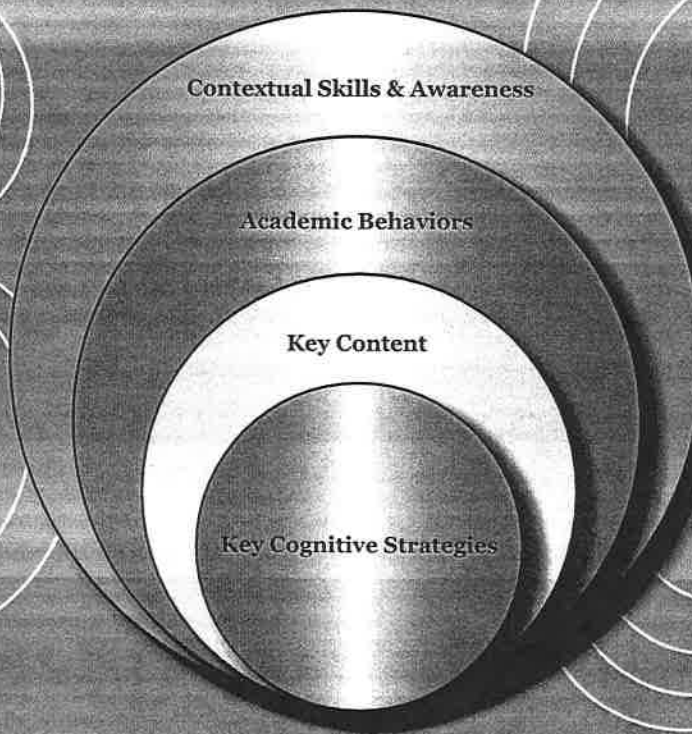 Contextual Skills & Awareness
Academic Behaviors
Key Content
Key Cognitive Strategies